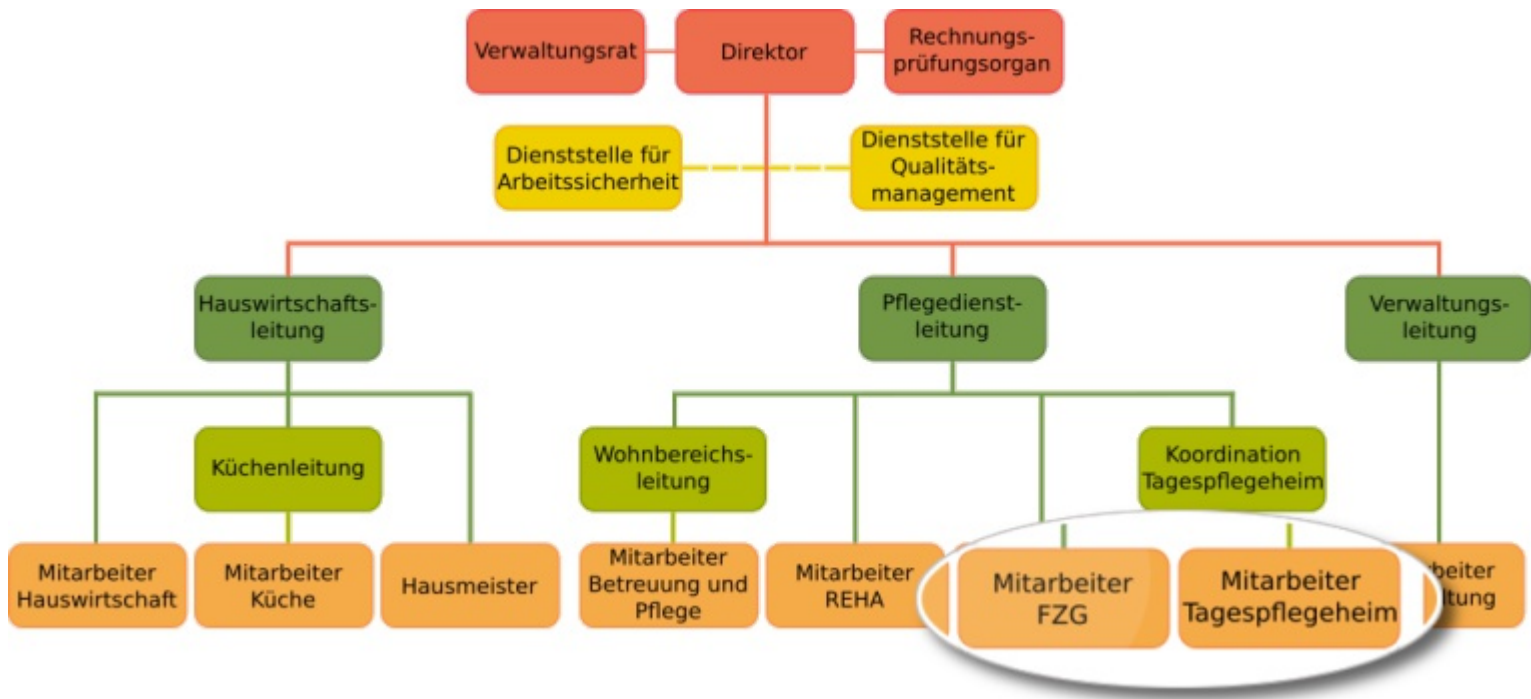 Verwaltungsrat
Direktor
Rechnungs-
prüfungsorgan
Dienststelle für
Arbeitssicherheit
Dienststelle für
Qualitäts-
management
Hauswirtschafts-
leitung
Pflegedienst-
leitung
Verwaltungs-
leitung
Küchenleitung
Wohnbereichs-
leitung
Koordination
Tagespflegeheim
Mitarbeiter
Hauswirtschaft
Mitarbeiter
Küche
Hausmeister
Mitarbeiter
Betreuung und
Pflege
Mitarbeiter
REHA
Mitarbeiter
FZG
Mitarbeiter
Tagespflegeheim